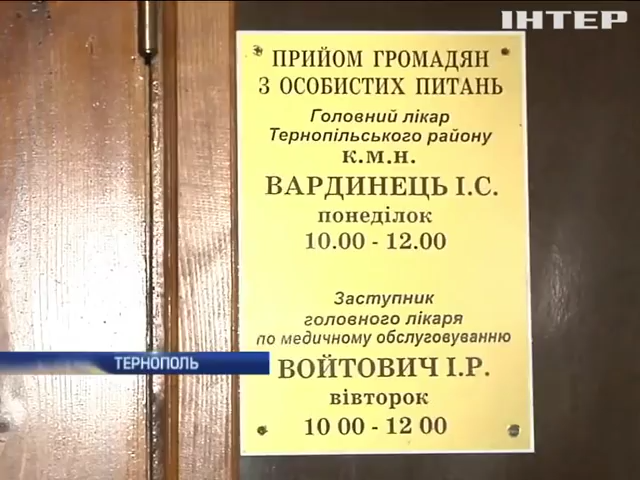 ІНТЕР
ПРИЙОМ ГРОМАДЯН
З ОСОБИСТИХ ПИТАНЬ
Головний лікар
Тернопільського району
к.м.н.
ВАРДИНЕЦЬ І.С.
понеділок
10.00 - 12.00
Заступник
головного лікаря
по медичному обслуговуванню
ВОЙТОВИЧ І.Р.
вівторок
10 00 - 12 00
ТЕРНОПОЛЬ